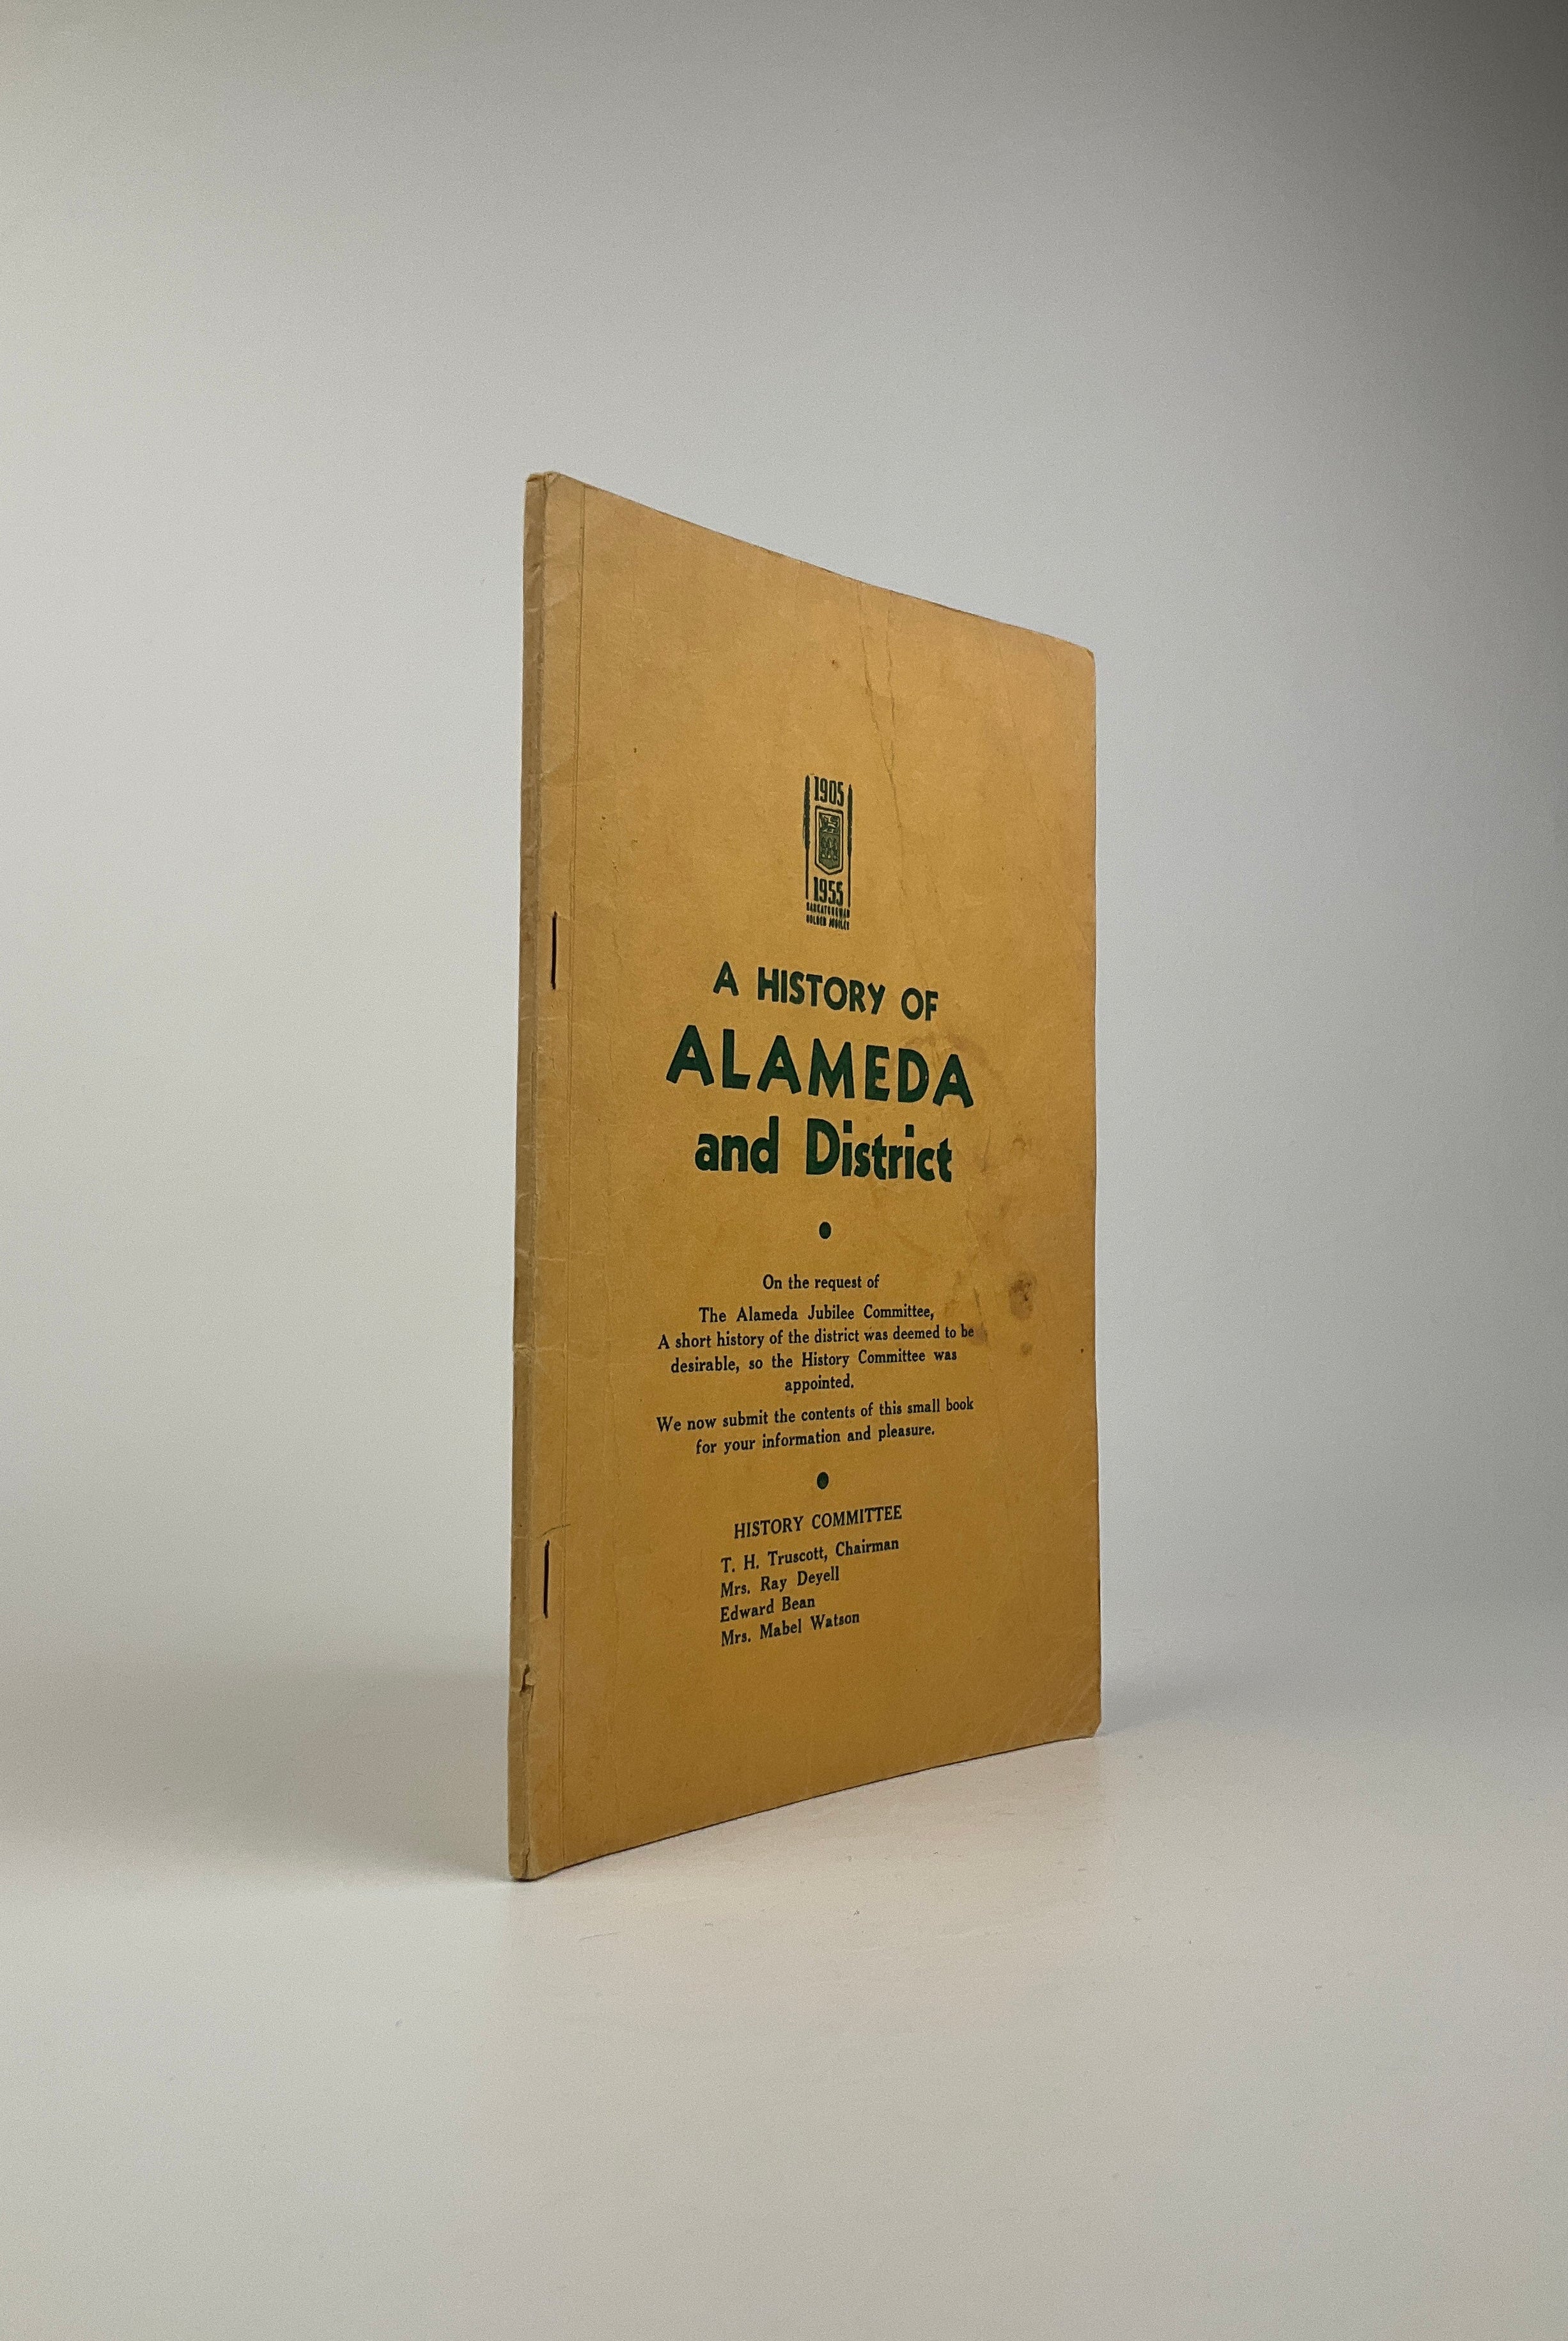 1905
1955
SASKATCHEWAN
GOLDEN JUBILEE
A HISTORY OF
ALAMEDA
and District
On the request of
The Alameda Jubilee Committee,
A short history of the district was deemed to be
desirable, so the History Committee was
appointed.
We now submit the contents of this small book
for your information and pleasure.
HISTORY COMMITTEE
T. H. Truscott, Chairman
Mrs. Ray Deyell
Edward Bean
Mrs. Mabel Watson